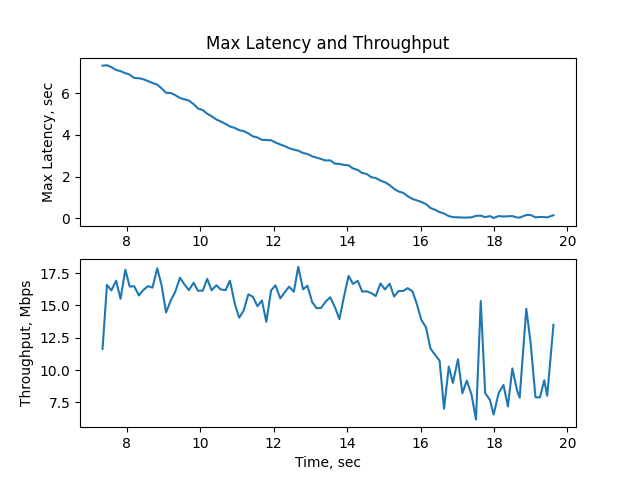 Max Latency and Throughput
Max Latency, sec
6
4
2
0
8 10 12 14 16 18 20
Throughput, Mbps
17.5
15.0
12.5
10.0
7.5
8 10 12 14 16 18 20
Time, sec